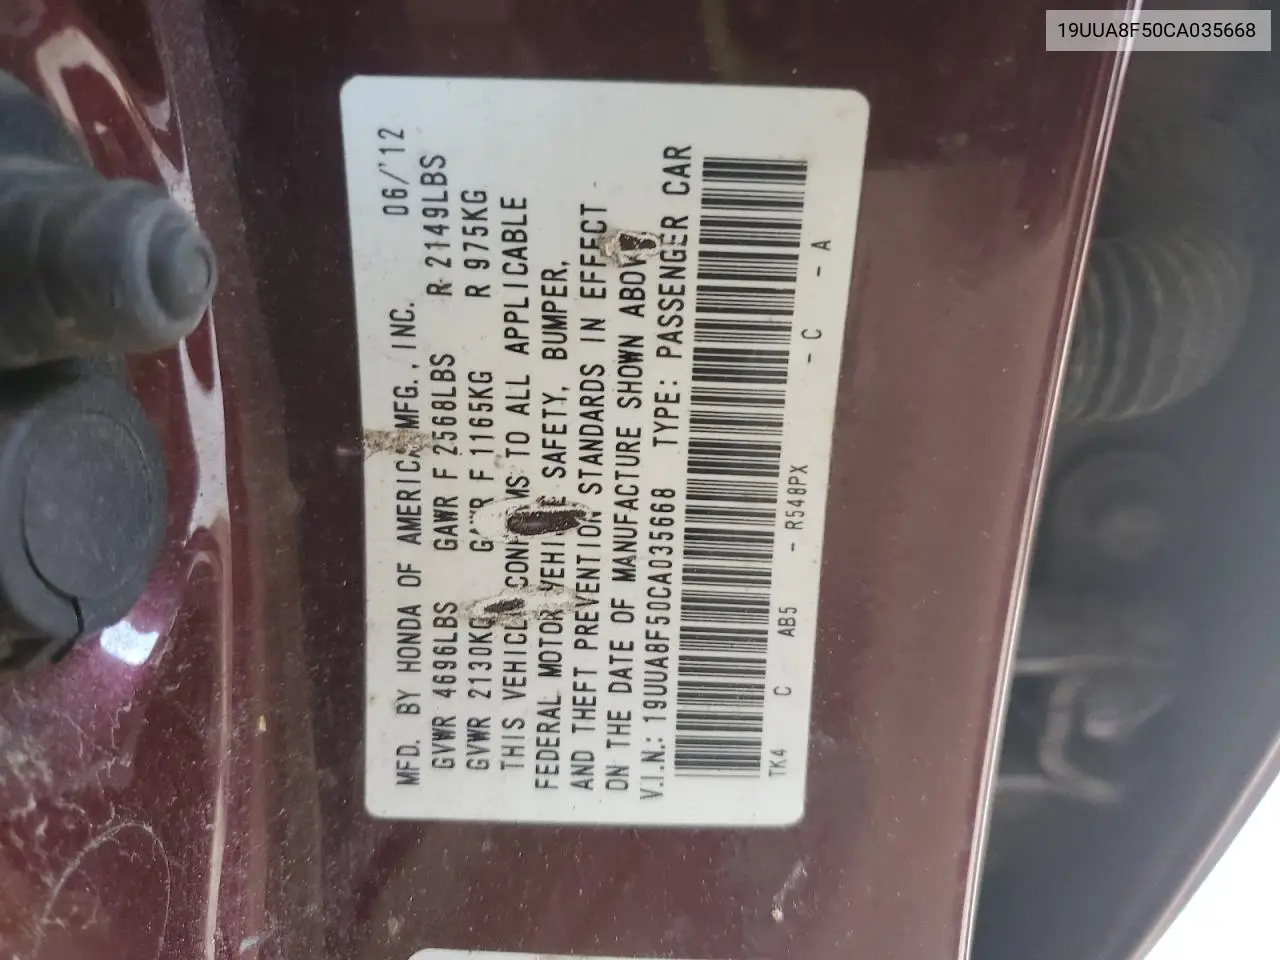 19UUA8F50CA035668
MFD. BY HONDA OF AMERICA MFG., INC. 06/'12
GVWR 4696LBS GAWR F 2568LBS R 2149LBS
GVWR 2130KG GAWR F 1165KG R 975KG
THIS VEHICLE CONFORMS TO ALL APPLICABLE
FEDERAL MOTOR VEHICLE SAFETY, BUMPER,
AND THEFT PREVENTION STANDARDS IN EFFECT
ON THE DATE OF MANUFACTURE SHOWN ABOVE.
V.I.N.: 19UUA8F50CA035668 TYPE: PASSENGER CAR
TK4 C AB5 - R548PX - C - A